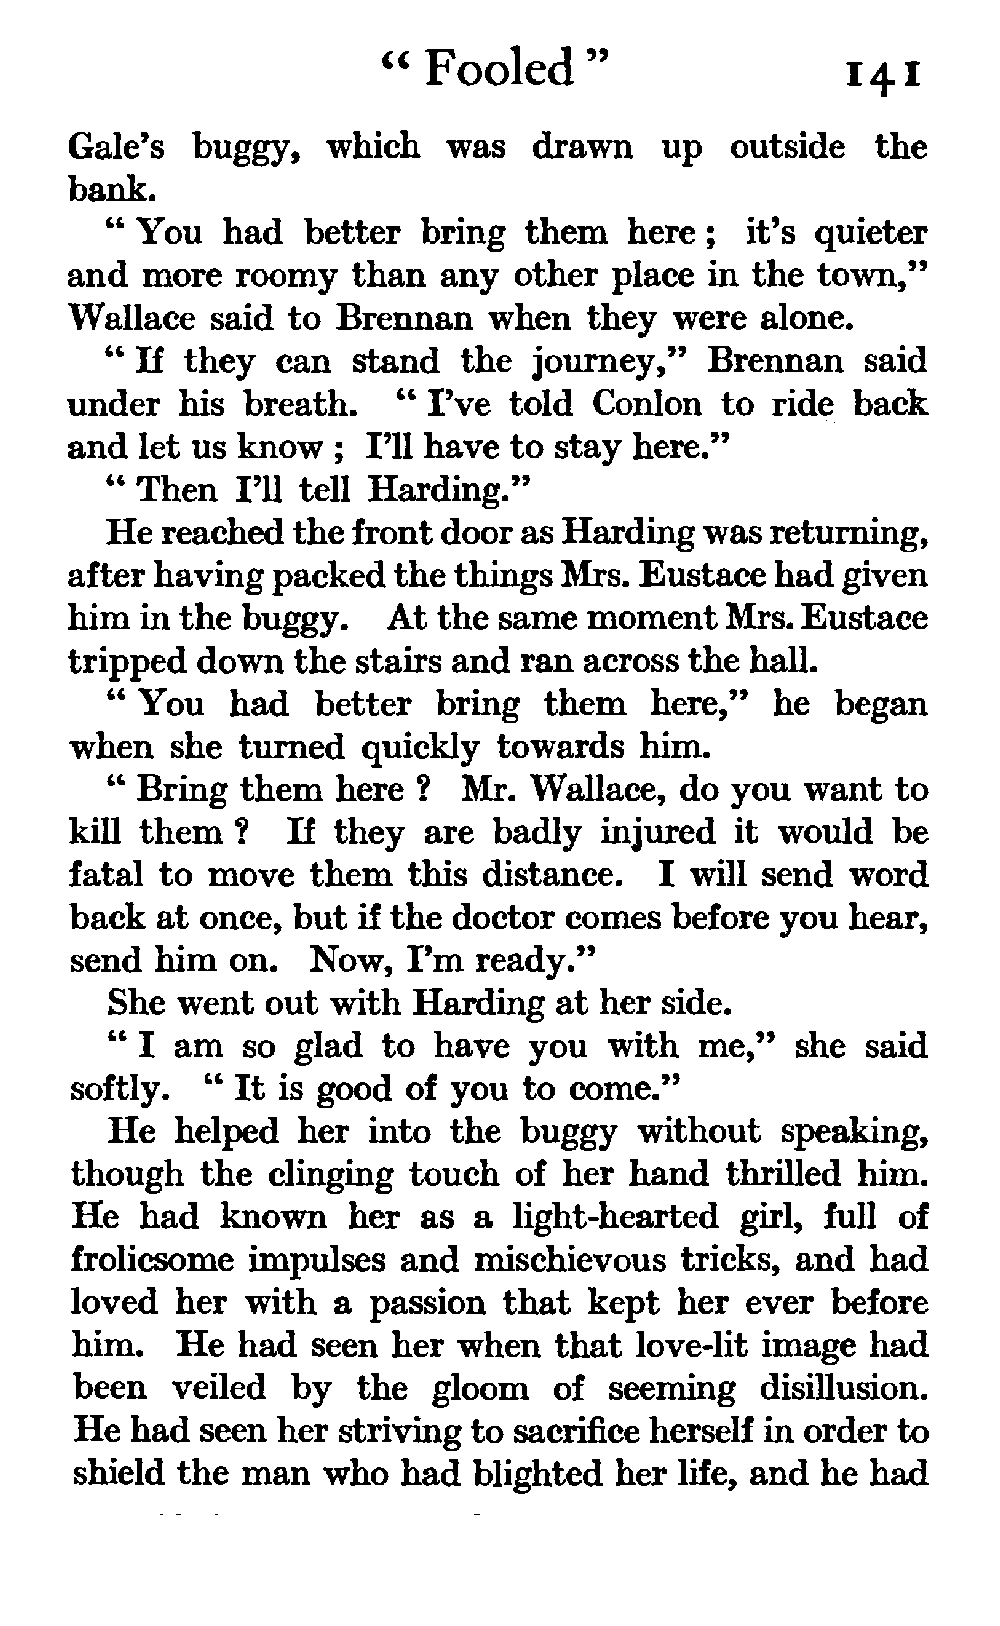 “ Fooled ” 141
Gale’s buggy, which was drawn up outside the
bank.
“ You had better bring them here ; it’s quieter
and more roomy than any other place in the town,”
Wallace said to Brennan when they were alone.
“ If they can stand the journey,” Brennan said
under his breath. “ I’ve told Conlon to ride back
and let us know ; I’ll have to stay here.”
“ Then I’ll tell Harding.”
He reached the front door as Harding was returning,
after having packed the things Mrs. Eustace had given
him in the buggy. At the same moment Mrs. Eustace
tripped down the stairs and ran across the hall.
“ You had better bring them here,” he began
when she turned quickly towards him.
“ Bring them here ? Mr. Wallace, do you want to
kill them ? If they are badly injured it would be
fatal to move them this distance. I will send word
back at once, but if the doctor comes before you hear,
send him on. Now, I’m ready.”
She went out with Harding at her side.
“ I am so glad to have you with me,” she said
softly. “ It is good of you to come.”
He helped her into the buggy without speaking,
though the clinging touch of her hand thrilled him.
He had known her as a light-hearted girl, full of
frolicsome impulses and mischievous tricks, and had
loved her with a passion that kept her ever before
him. He had seen her when that love-lit image had
been veiled by the gloom of seeming disillusion.
He had seen her striving to sacrifice herself in order to
shield the man who had blighted her life, and he had